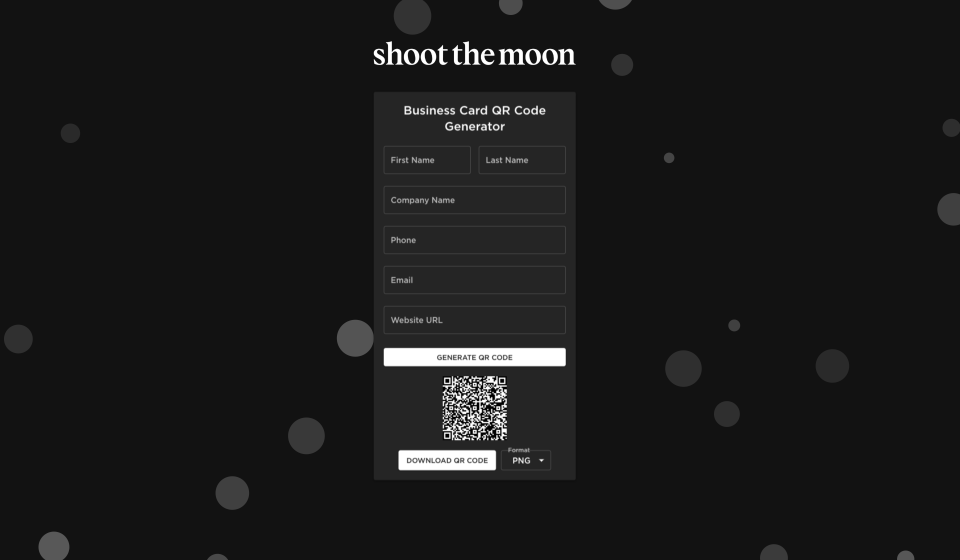 shoot the moon
Business Card QR Code
Generator
First Name
Last Name
Company Name
Phone
Email
Website URL
GENERATE QR CODE
DOWNLOAD QR CODE
Format
PNG